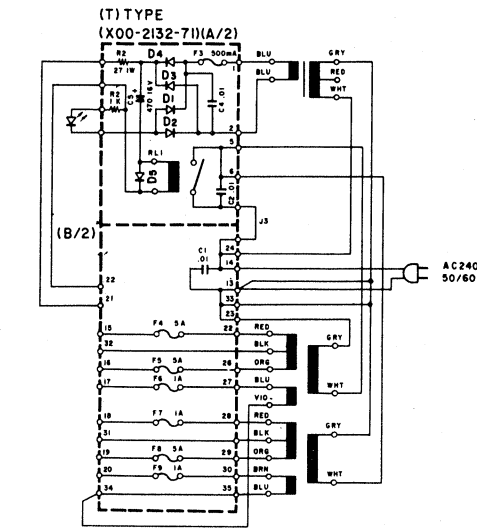 (T) TYPE
(X00-2132-71)(A/2)
R2
27 1W
D4
F3 500mA
BLU
GRY
1
D3
BLU
RED
R2
1K
C5 +
470 16V
D1
C4 .01
WHT
D2
2
5
RL1
D5
6
C2 .01
J3
(B/2)
24
C1
.01
14
AC240
50/60
22
13
21
33
23
15
F4 5A
22
RED
GRY
32
BLK
16
F5 5A
26
ORG
17
F6 1A
27
BLU
WHT
VIO
18
F7 1A
28
RED
GRY
31
BLK
19
F8 5A
29
ORG
20
F9 1A
30
BRN
WHT
34
35
BLU